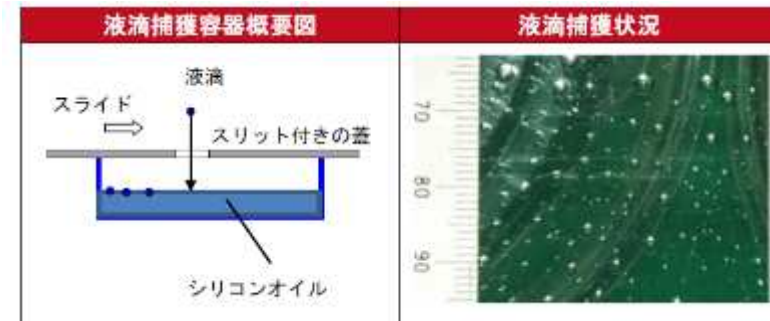 液滴捕獲容器概要図
液滴捕獲状況
液滴
スライド
スリット付きの蓋
シリコンオイル
70
80
90